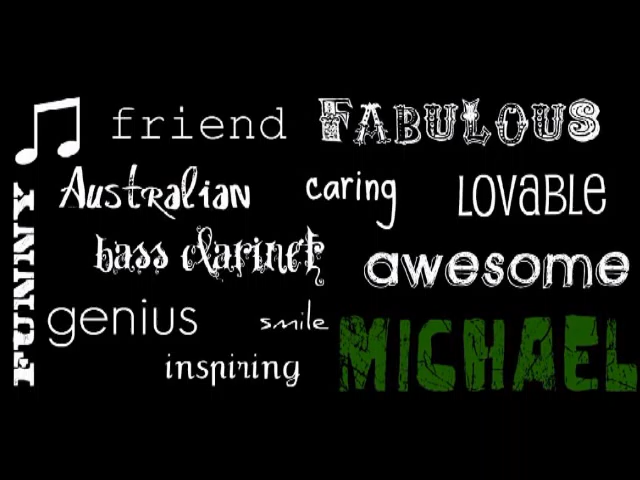 friend FABULOUS
Australian caring LOVABLE
FUNNY
bass clarinet awesome
genius smile MICHAEL
inspiring